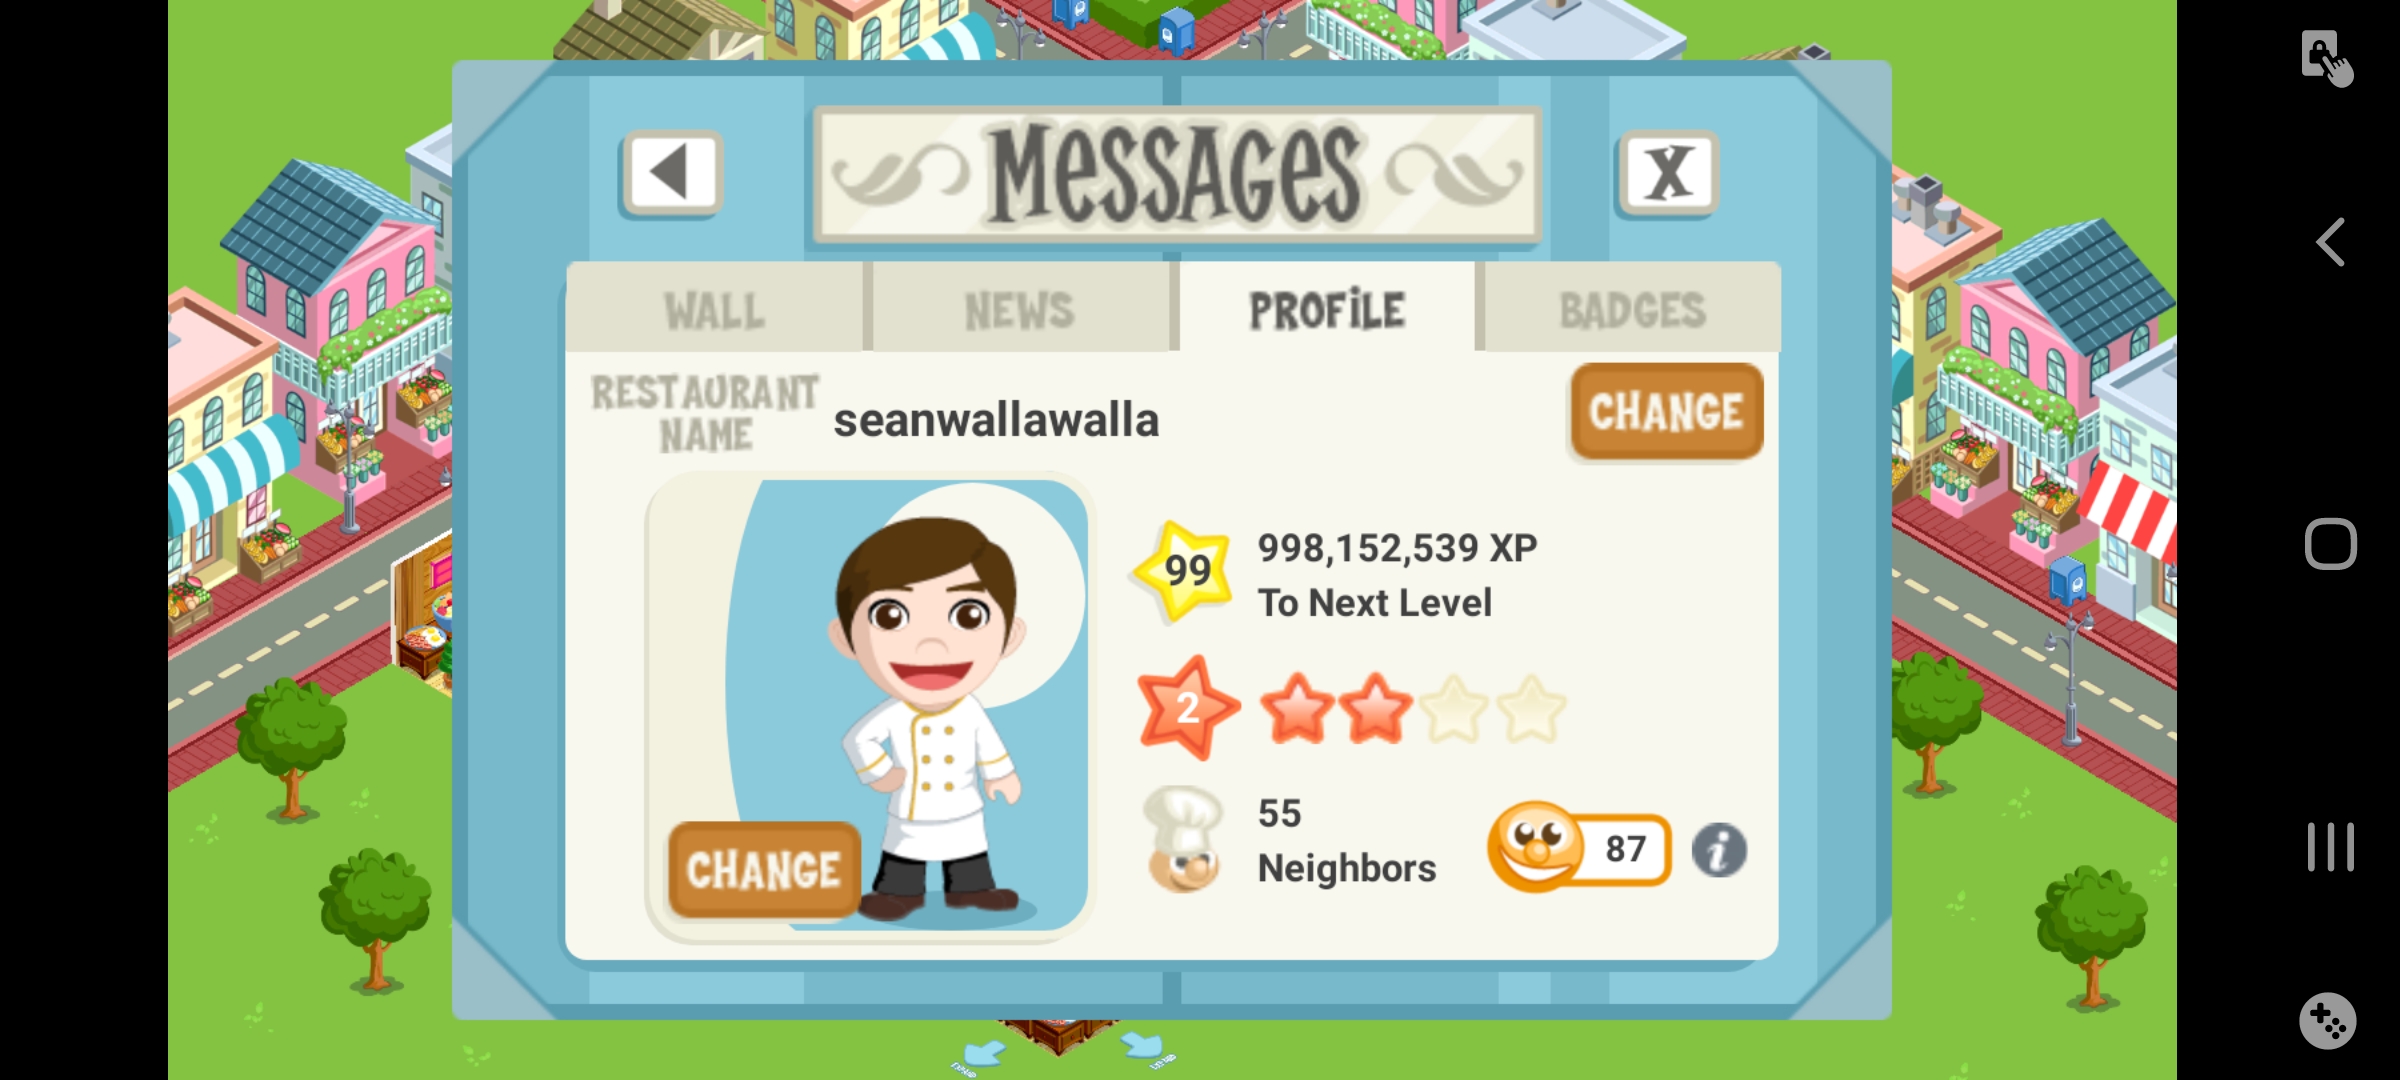 Messages
X
WALL
NEWS
PROFILE
BADGES
RESTAURANT
NAME
seanwallawalla
CHANGE
99
998,152,539 XP
To Next Level
2
55
Neighbors
87
i
CHANGE